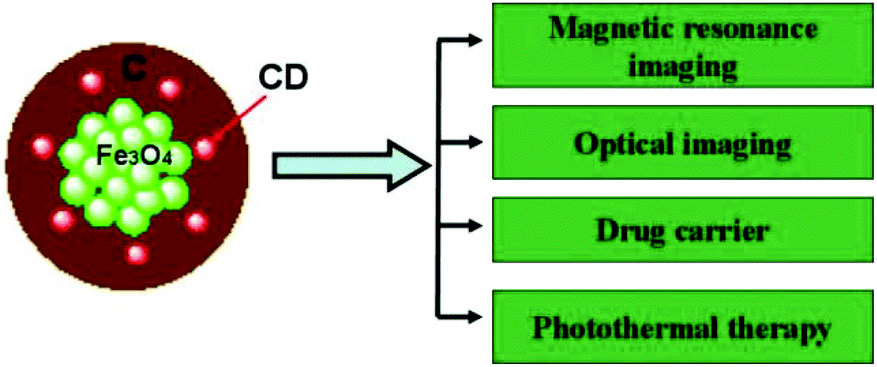 C
CD
Fe₃O₄
Magnetic resonance
imaging
Optical imaging
Drug carrier
Photothermal therapy